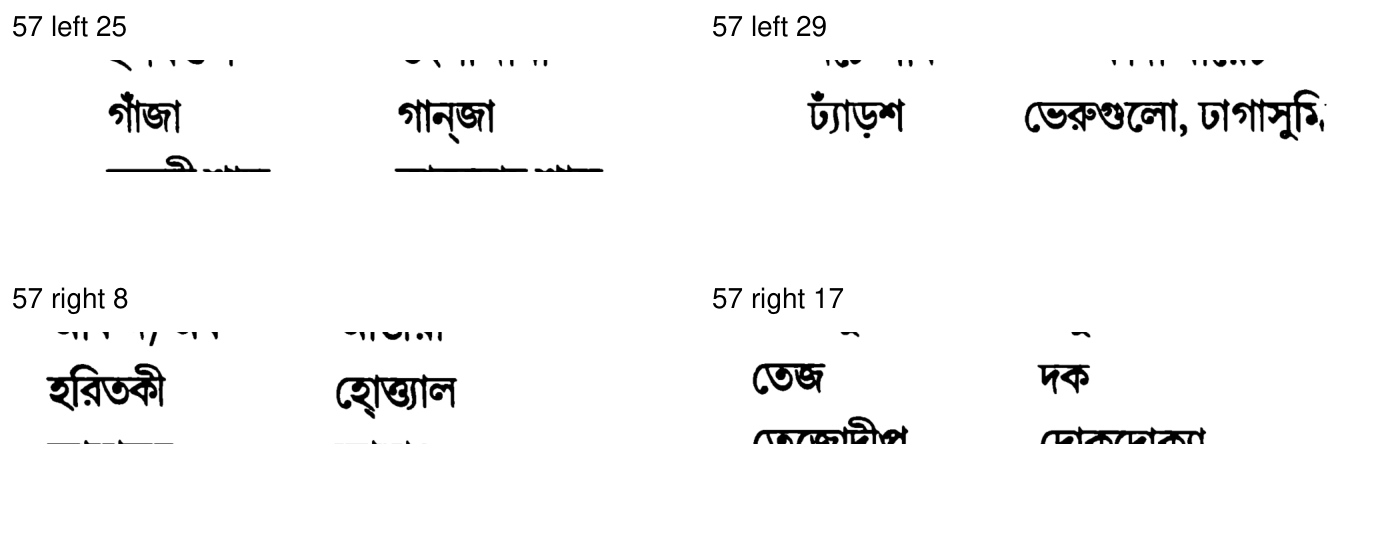 57 left 25
57 left 29
গাঁজা গান্‌জা
ঢ্যাঁড়শ ভেরুগুলো, ঢাগাসুমি
57 right 8
57 right 17
হরিতকী
তেজ দক